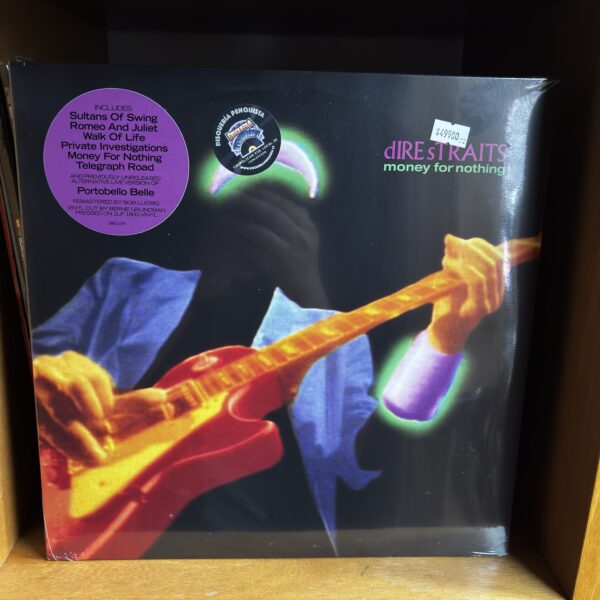 INCLUDES
Sultans Of Swing
Romeo And Juliet
Walk Of Life
Private Investigations
Money For Nothing
Telegraph Road
AND PREVIOUSLY UNRELEASED
ALTERNATIVE LIVE VERSION OF
Portobello Belle
REMASTERED BY BOB LUDWIG
VINYL CUT BY BERNIE GRUNDMAN
PRESSED ON 2LP 180G VINYL
DISQUERÍA PENQUISTA
$49900
dIRE sTRAITS
money for nothing